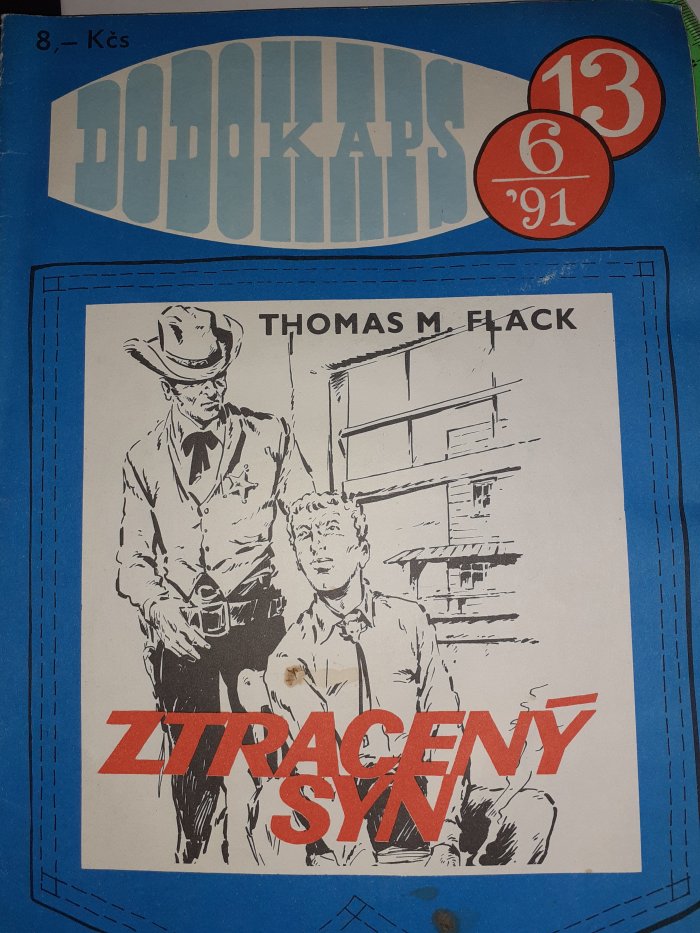 8,– Kčs
DODOKAPS
13
6
'91
THOMAS M. FLACK
ZTRACENÝ
SYN